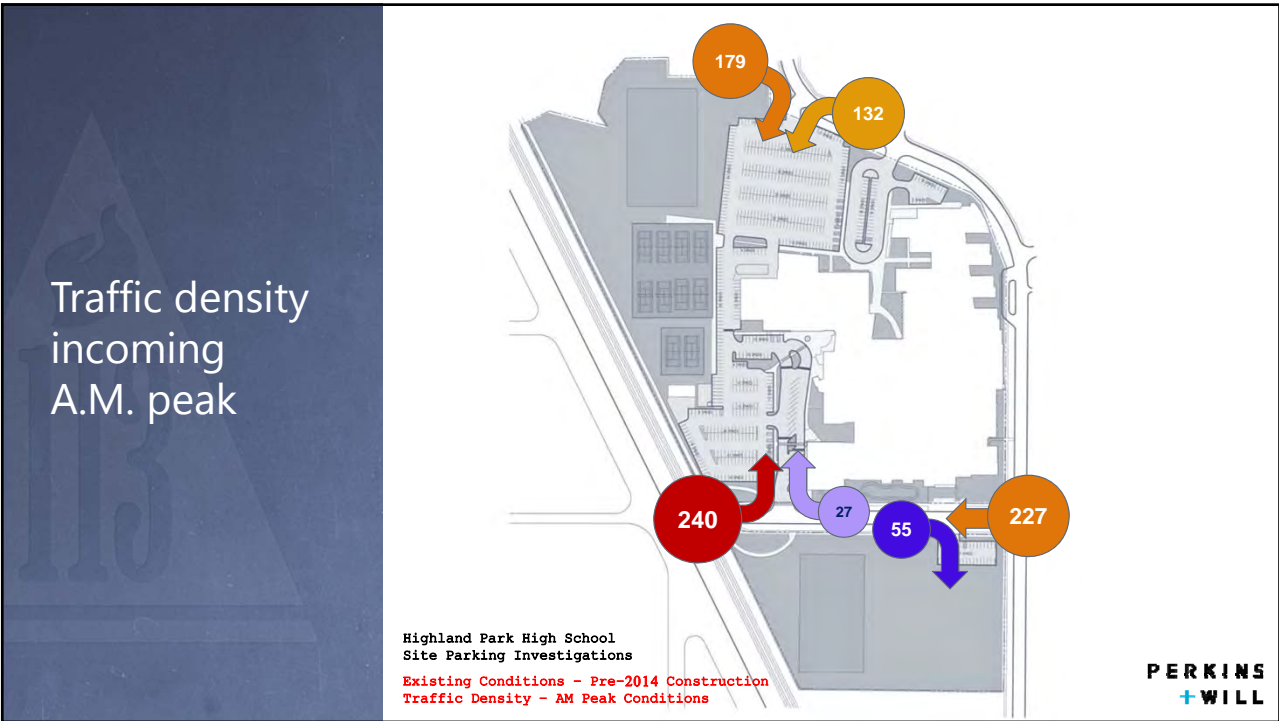 Traffic density
incoming
A.M. peak
113
179
132
240
27
55
227
Highland Park High School
Site Parking Investigations
Existing Conditions - Pre-2014 Construction
Traffic Density - AM Peak Conditions
PERKINS
+WILL